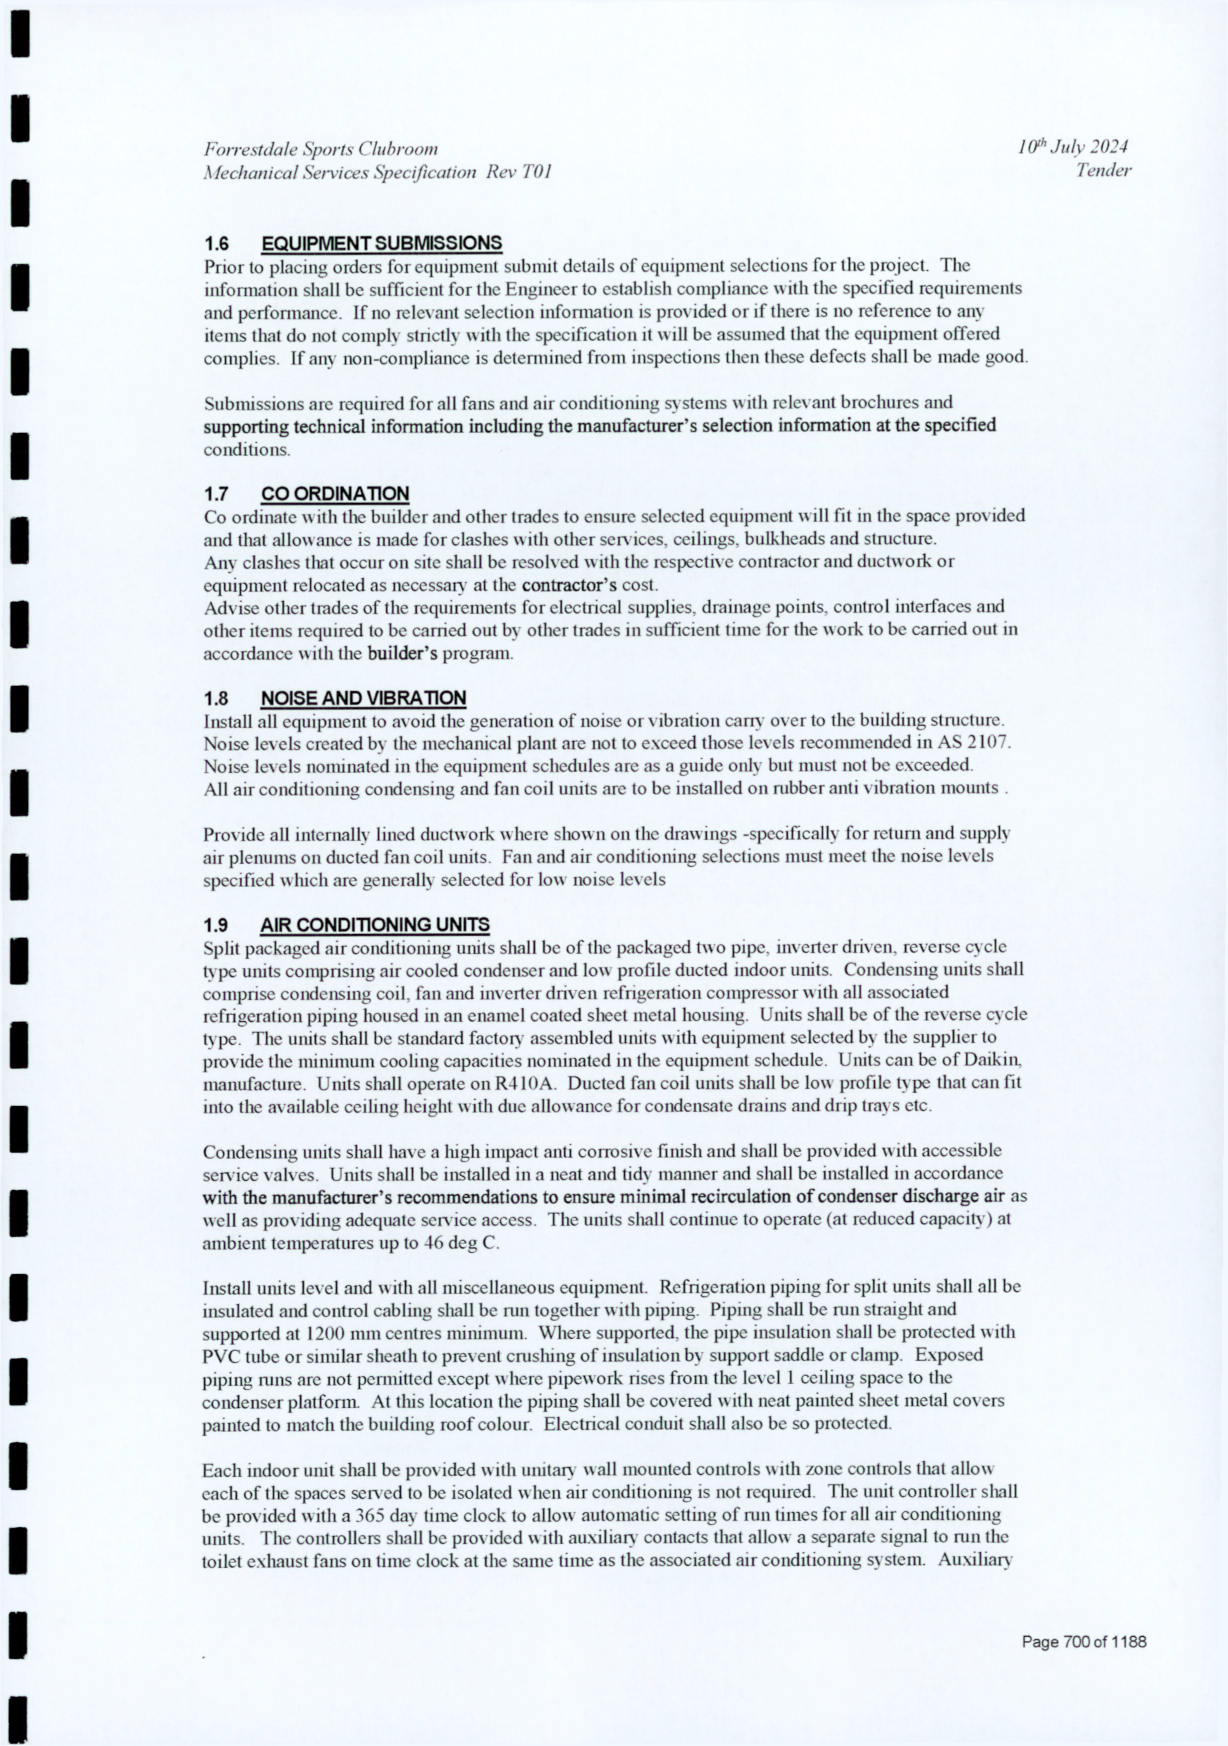 Forrestdale Sports Clubroom
10th July 2024
Mechanical Services Specification Rev T01
Tender
1.6 EQUIPMENT SUBMISSIONS
Prior to placing orders for equipment submit details of equipment selections for the project. The
information shall be sufficient for the Engineer to establish compliance with the specified requirements
and performance. If no relevant selection information is provided or if there is no reference to any
items that do not comply strictly with the specification it will be assumed that the equipment offered
complies. If any non-compliance is determined from inspections then these defects shall be made good.
Submissions are required for all fans and air conditioning systems with relevant brochures and
supporting technical information including the manufacturer's selection information at the specified
conditions.
1.7 CO ORDINATION
Co ordinate with the builder and other trades to ensure selected equipment will fit in the space provided
and that allowance is made for clashes with other services, ceilings, bulkheads and structure.
Any clashes that occur on site shall be resolved with the respective contractor and ductwork or
equipment relocated as necessary at the contractor's cost.
Advise other trades of the requirements for electrical supplies, drainage points, control interfaces and
other items required to be carried out by other trades in sufficient time for the work to be carried out in
accordance with the builder's program.
1.8 NOISE AND VIBRATION
Install all equipment to avoid the generation of noise or vibration carry over to the building structure.
Noise levels created by the mechanical plant are not to exceed those levels recommended in AS 2107.
Noise levels nominated in the equipment schedules are as a guide only but must not be exceeded.
All air conditioning condensing and fan coil units are to be installed on rubber anti vibration mounts .
Provide all internally lined ductwork where shown on the drawings -specifically for return and supply
air plenums on ducted fan coil units. Fan and air conditioning selections must meet the noise levels
specified which are generally selected for low noise levels
1.9 AIR CONDITIONING UNITS
Split packaged air conditioning units shall be of the packaged two pipe, inverter driven, reverse cycle
type units comprising air cooled condenser and low profile ducted indoor units. Condensing units shall
comprise condensing coil, fan and inverter driven refrigeration compressor with all associated
refrigeration piping housed in an enamel coated sheet metal housing. Units shall be of the reverse cycle
type. The units shall be standard factory assembled units with equipment selected by the supplier to
provide the minimum cooling capacities nominated in the equipment schedule. Units can be of Daikin,
manufacture. Units shall operate on R410A. Ducted fan coil units shall be low profile type that can fit
into the available ceiling height with due allowance for condensate drains and drip trays etc.
Condensing units shall have a high impact anti corrosive finish and shall be provided with accessible
service valves. Units shall be installed in a neat and tidy manner and shall be installed in accordance
with the manufacturer's recommendations to ensure minimal recirculation of condenser discharge air as
well as providing adequate service access. The units shall continue to operate (at reduced capacity) at
ambient temperatures up to 46 deg C.
Install units level and with all miscellaneous equipment. Refrigeration piping for split units shall all be
insulated and control cabling shall be run together with piping. Piping shall be run straight and
supported at 1200 mm centres minimum. Where supported, the pipe insulation shall be protected with
PVC tube or similar sheath to prevent crushing of insulation by support saddle or clamp. Exposed
piping runs are not permitted except where pipework rises from the level 1 ceiling space to the
condenser platform. At this location the piping shall be covered with neat painted sheet metal covers
painted to match the building roof colour. Electrical conduit shall also be so protected.
Each indoor unit shall be provided with unitary wall mounted controls with zone controls that allow
each of the spaces served to be isolated when air conditioning is not required. The unit controller shall
be provided with a 365 day time clock to allow automatic setting of run times for all air conditioning
units. The controllers shall be provided with auxiliary contacts that allow a separate signal to run the
toilet exhaust fans on time clock at the same time as the associated air conditioning system. Auxiliary
Page 700 of 1188